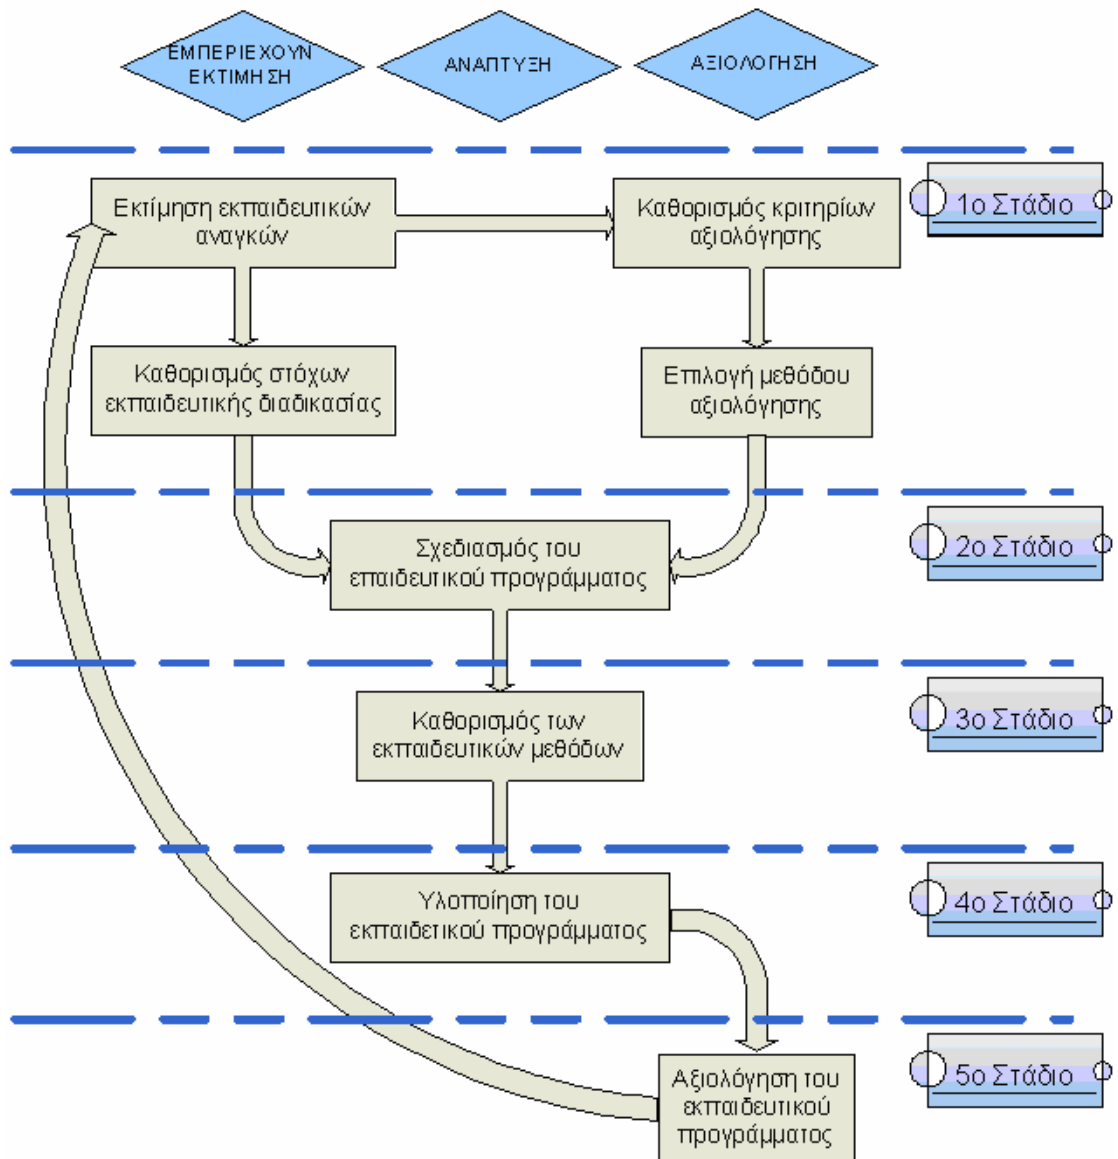 ΕΜΠΕΡΙΕΧΟΥΝ
ΕΚΤΙΜΗΣΗ
ΑΝΑΠΤΥΞΗ
ΑΞΙΟΛΟΓΗΣΗ
Εκτίμηση εκπαιδευτικών
αναγκών
Καθορισμός κριτηρίων
αξιολόγησης
1ο Στάδιο
Καθορισμός στόχων
εκπαιδευτικής διαδικασίας
Επιλογή μεθόδου
αξιολόγησης
Σχεδιασμός του
επαιδευτικού προγράμματος
2ο Στάδιο
Καθορισμός των
εκπαιδευτικών μεθόδων
3ο Στάδιο
Υλοποίηση του
εκπαιδετικού προγράμματος
4ο Στάδιο
Αξιολόγηση του
εκπαιδευτικού
προγράμματος
5ο Στάδιο